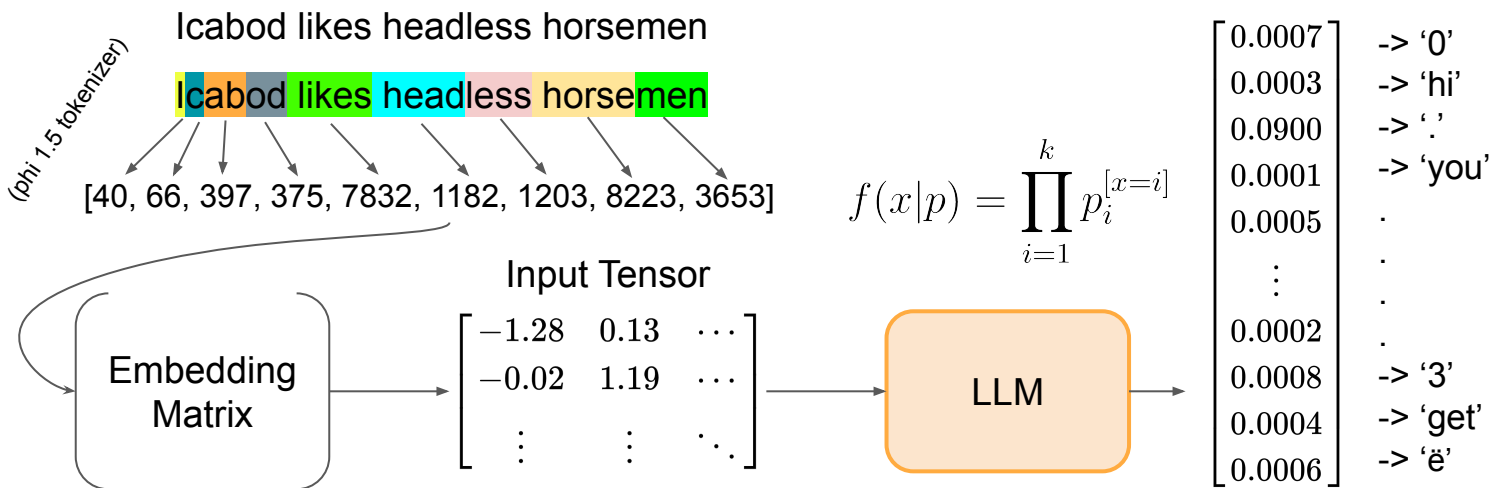 Icabod likes headless horsemen
(phi 1.5 tokenizer)
Icabod likes headless horsemen
[40, 66, 397, 375, 7832, 1182, 1203, 8223, 3653]
f(x|p) = ∏_{i=1}^{k} p_i^{[x=i]}
Embedding
Matrix
Input Tensor
−1.28 0.13 ⋯
−0.02 1.19 ⋯
⋮ ⋮ ⋱
LLM
0.0007 -> ‘0’
0.0003 -> ‘hi’
0.0900 -> ‘.’
0.0001 -> ‘you’
0.0005 .
⋮ .
.
0.0002 .
0.0008 -> ‘3’
0.0004 -> ‘get’
0.0006 -> ‘ë’